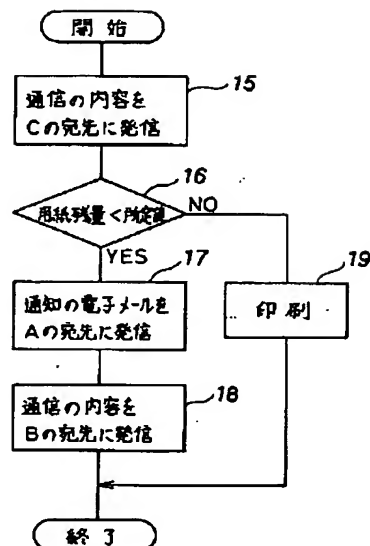 開始
15
通信の内容を
Cの宛先に発信
16
用紙残量<所定値
NO
YES
17
19
通知の電子メールを
Aの宛先に発信
印刷
18
通信の内容を
Bの宛先に発信
終了